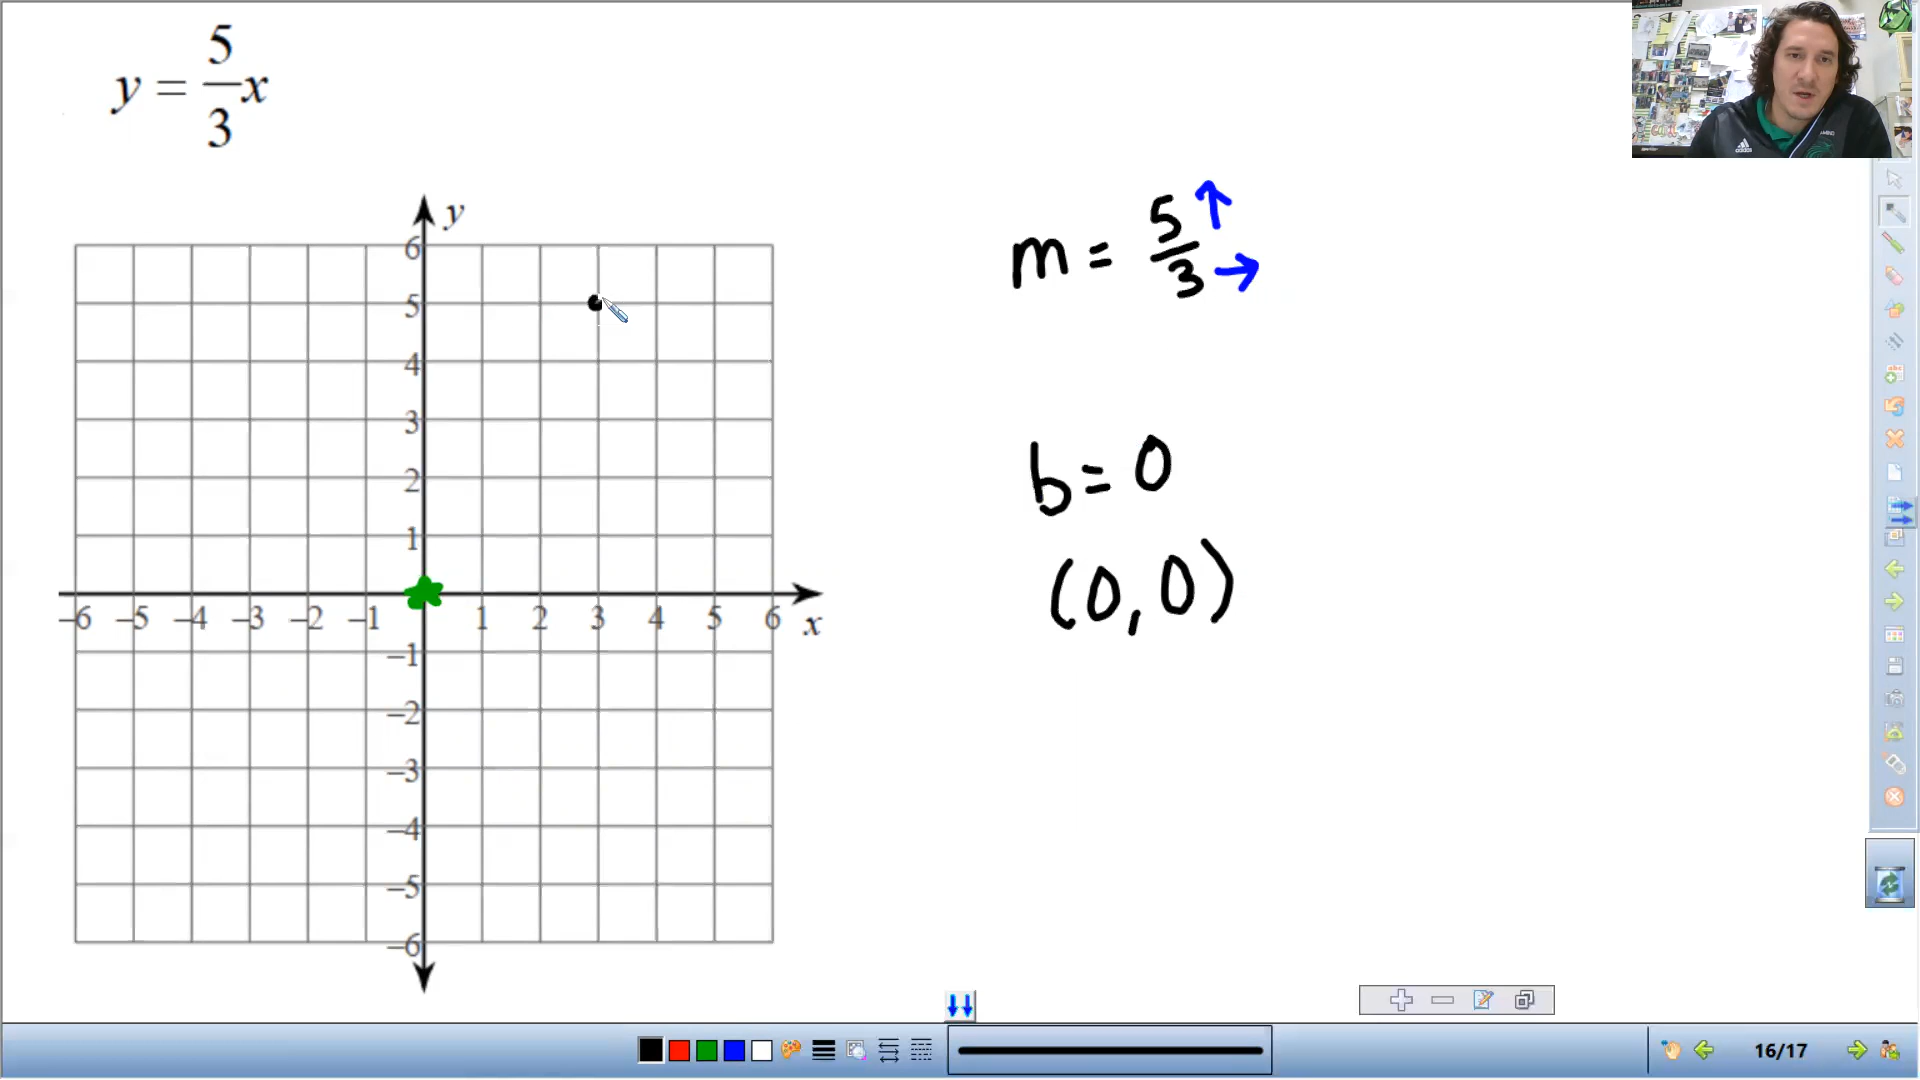 y = 5/3 x
y
6
5
4
3
2
1
–6 –5 –4 –3 –2 –1 1 2 3 4 5 6 x
–1
–2
–3
–4
–5
–6
m = 5/3
b = 0
(0,0)
adidas
16/17